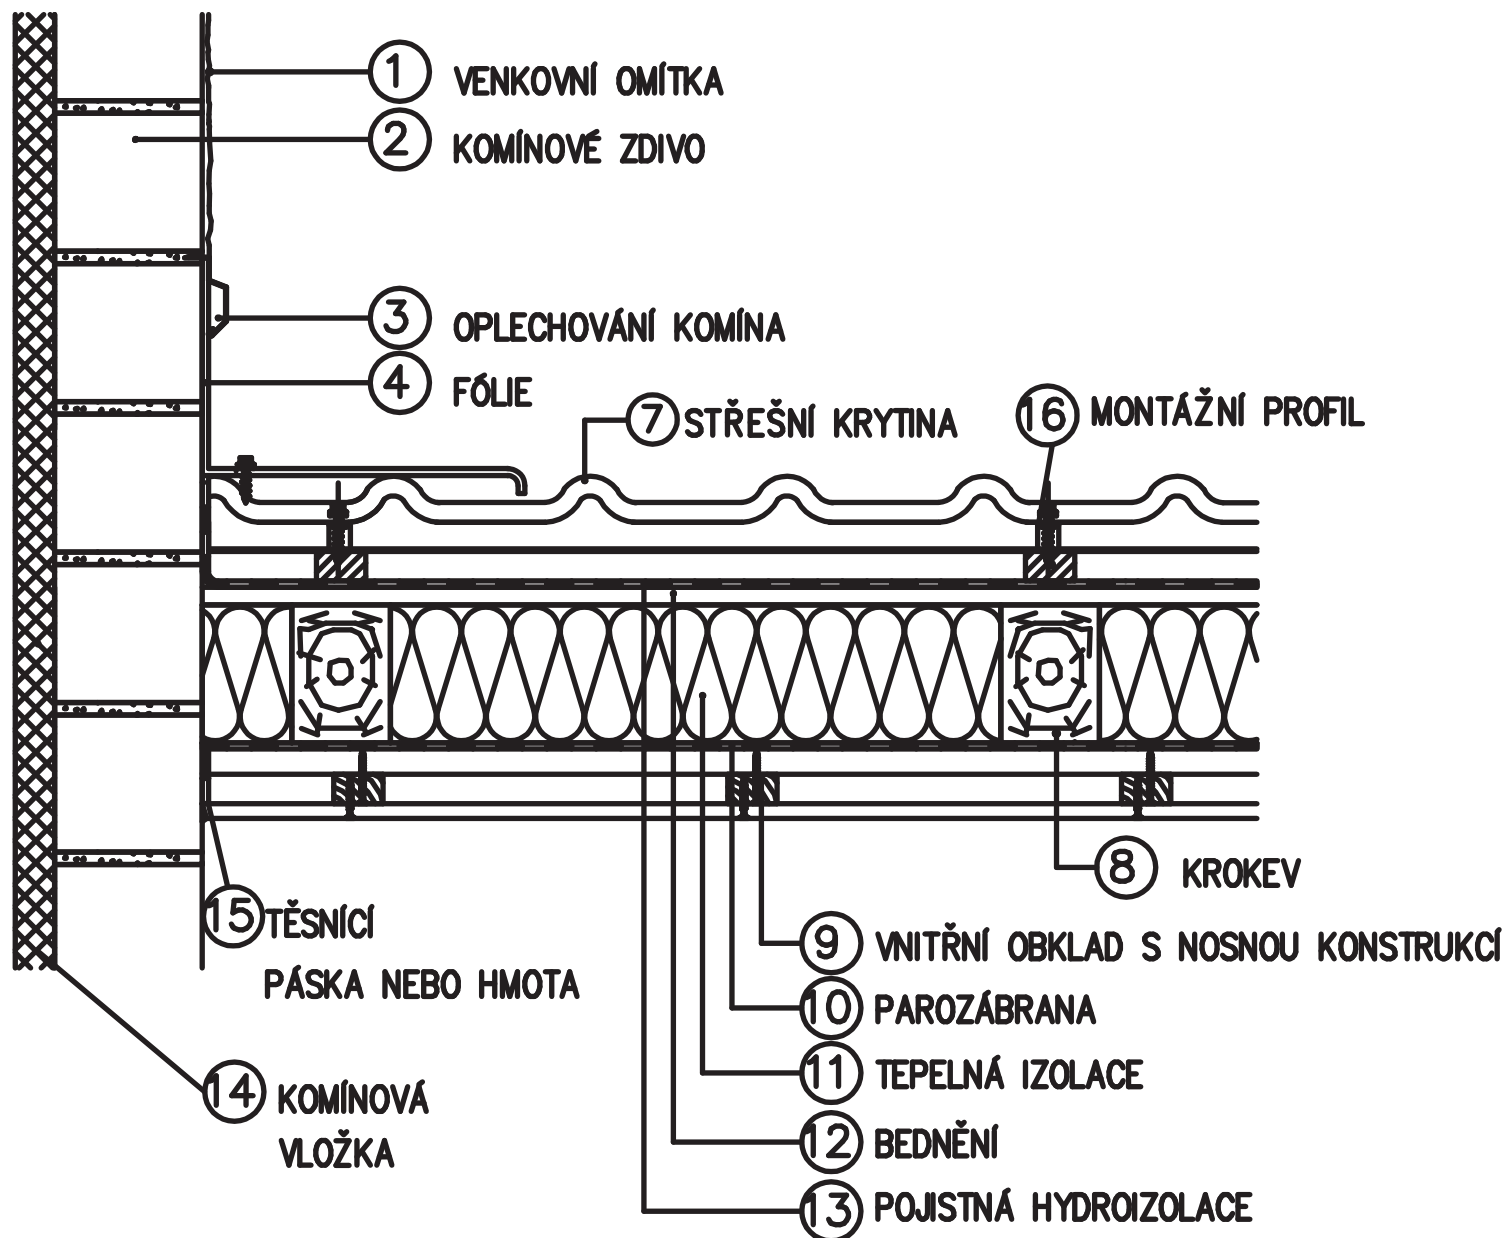 1 VENKOVNÍ OMÍTKA
2 KOMÍNOVÉ ZDIVO
3 OPLECHOVÁNÍ KOMÍNA
4 FÓLIE
7 STŘEŠNÍ KRYTINA
16 MONTÁŽNÍ PROFIL
8 KROKEV
15 TĚSNÍCÍ
PÁSKA NEBO HMOTA
9 VNITŘNÍ OBKLAD S NOSNOU KONSTRUKCÍ
10 PAROZÁBRANA
11 TEPELNÁ IZOLACE
14 KOMÍNOVÁ
VLOŽKA
12 BEDNĚNÍ
13 POJISTNÁ HYDROIZOLACE